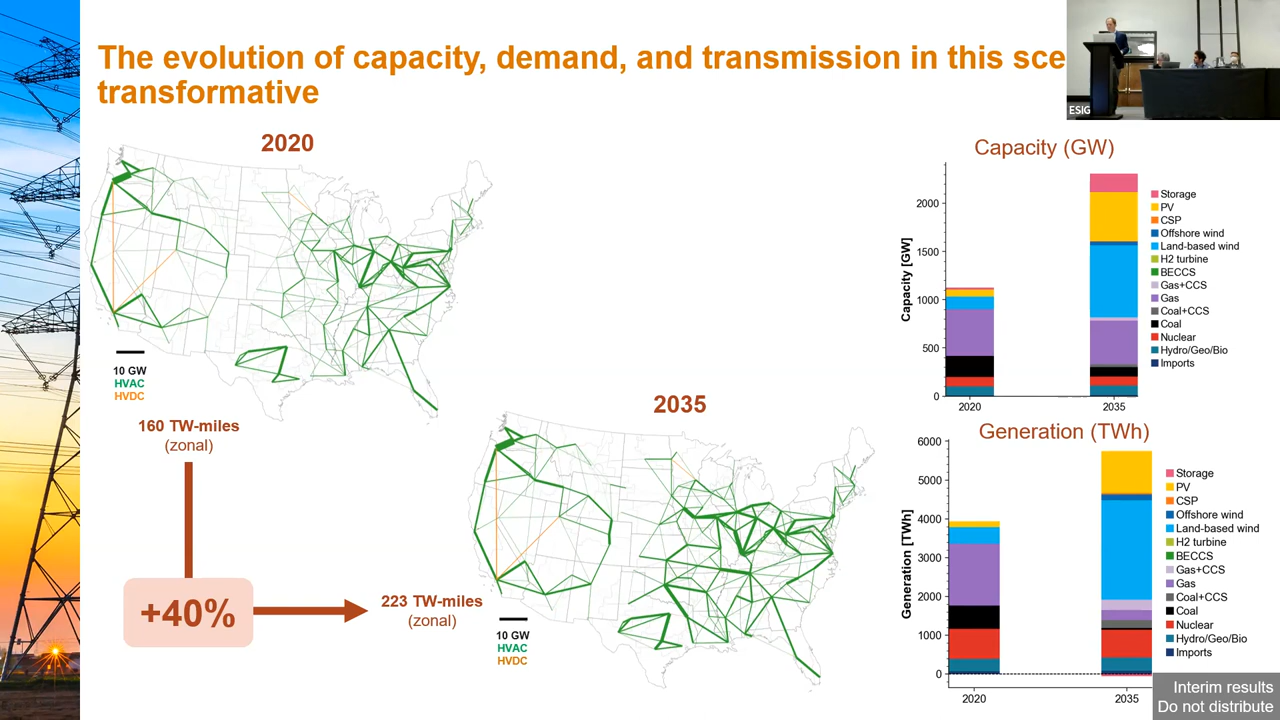 The evolution of capacity, demand, and transmission in this sce
transformative
ESIG
2020
10 GW
HVAC
HVDC
160 TW-miles
(zonal)
+40%
223 TW-miles
(zonal)
2035
10 GW
HVAC
HVDC
Capacity (GW)
Capacity [GW]
2000
1500
1000
500
0
2020
2035
Storage
PV
CSP
Offshore wind
Land-based wind
H2 turbine
BECCS
Gas+CCS
Gas
Coal+CCS
Coal
Nuclear
Hydro/Geo/Bio
Imports
Generation (TWh)
Generation [TWh]
6000
5000
4000
3000
2000
1000
0
2020
2035
Storage
PV
CSP
Offshore wind
Land-based wind
H2 turbine
BECCS
Gas+CCS
Gas
Coal+CCS
Coal
Nuclear
Hydro/Geo/Bio
Imports
Interim results
Do not distribute